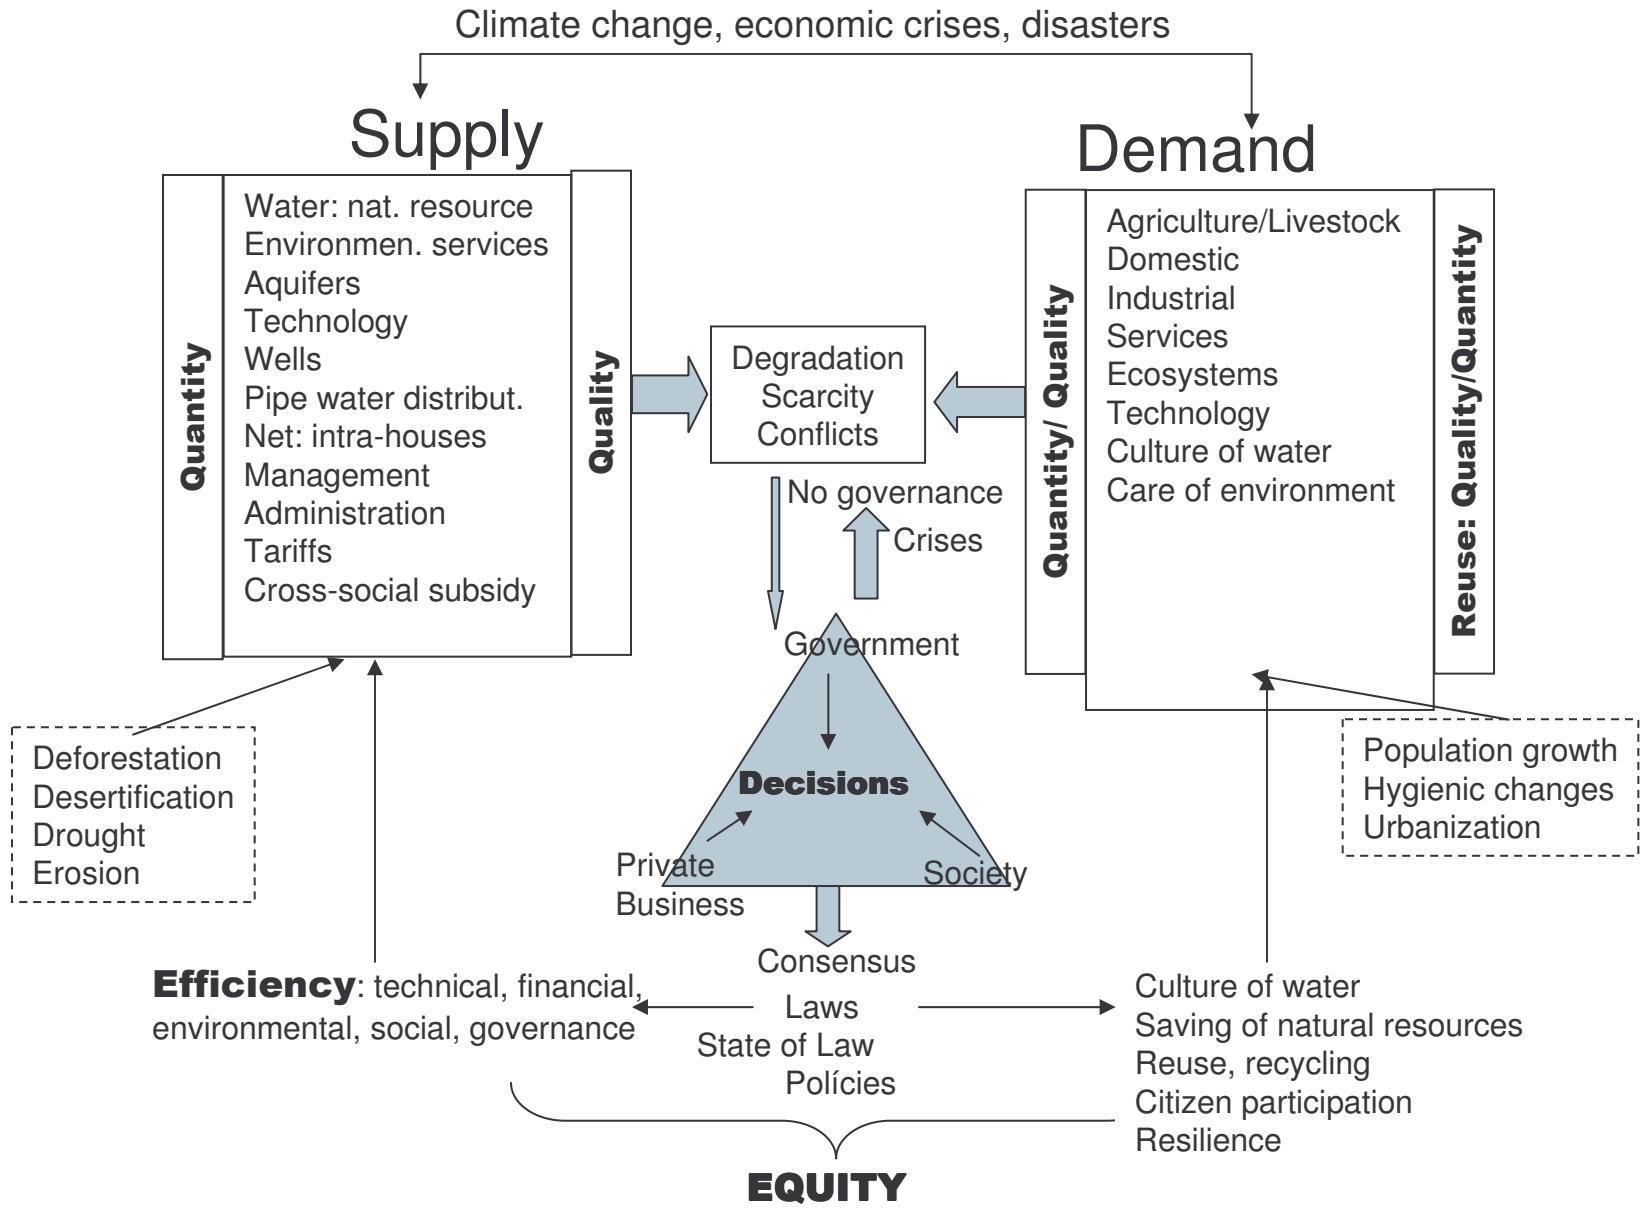 Climate change, economic crises, disasters
Supply
Demand
Quantity
Water: nat. resource
Environmen. services
Aquifers
Technology
Wells
Pipe water distribut.
Net: intra-houses
Management
Administration
Tariffs
Cross-social subsidy
Quality
Degradation
Scarcity
Conflicts
Quantity/ Quality
Agriculture/Livestock
Domestic
Industrial
Services
Ecosystems
Technology
Culture of water
Care of environment
Reuse: Quality/Quantity
No governance
Crises
Government
Decisions
Private
Business
Society
Deforestation
Desertification
Drought
Erosion
Population growth
Hygienic changes
Urbanization
Consensus
Laws
State of Law
Polícies
Efficiency: technical, financial,
environmental, social, governance
Culture of water
Saving of natural resources
Reuse, recycling
Citizen participation
Resilience
EQUITY